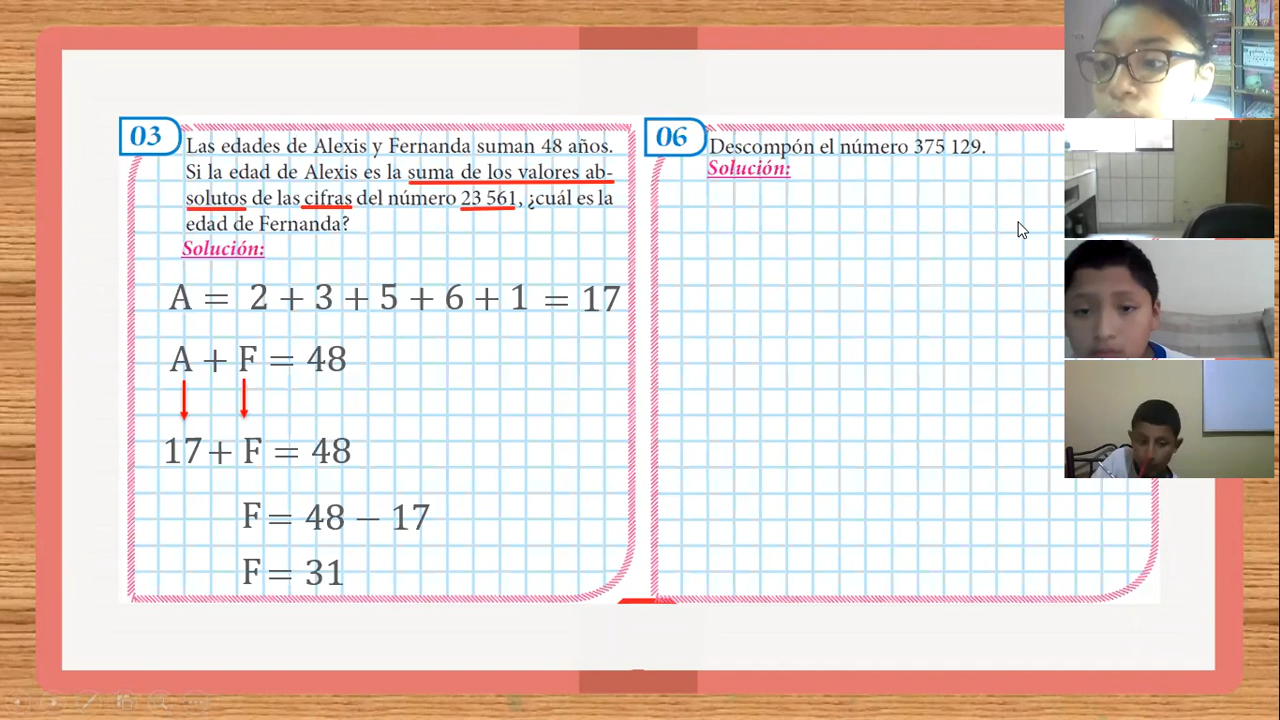 03
Las edades de Alexis y Fernanda suman 48 años.
Si la edad de Alexis es la suma de los valores ab-
solutos de las cifras del número 23 561, ¿cuál es la
edad de Fernanda?
Solución:
A = 2 + 3 + 5 + 6 + 1 = 17
A + F = 48
17 + F = 48
F = 48 − 17
F = 31
06
Descompón el número 375 129.
Solución: